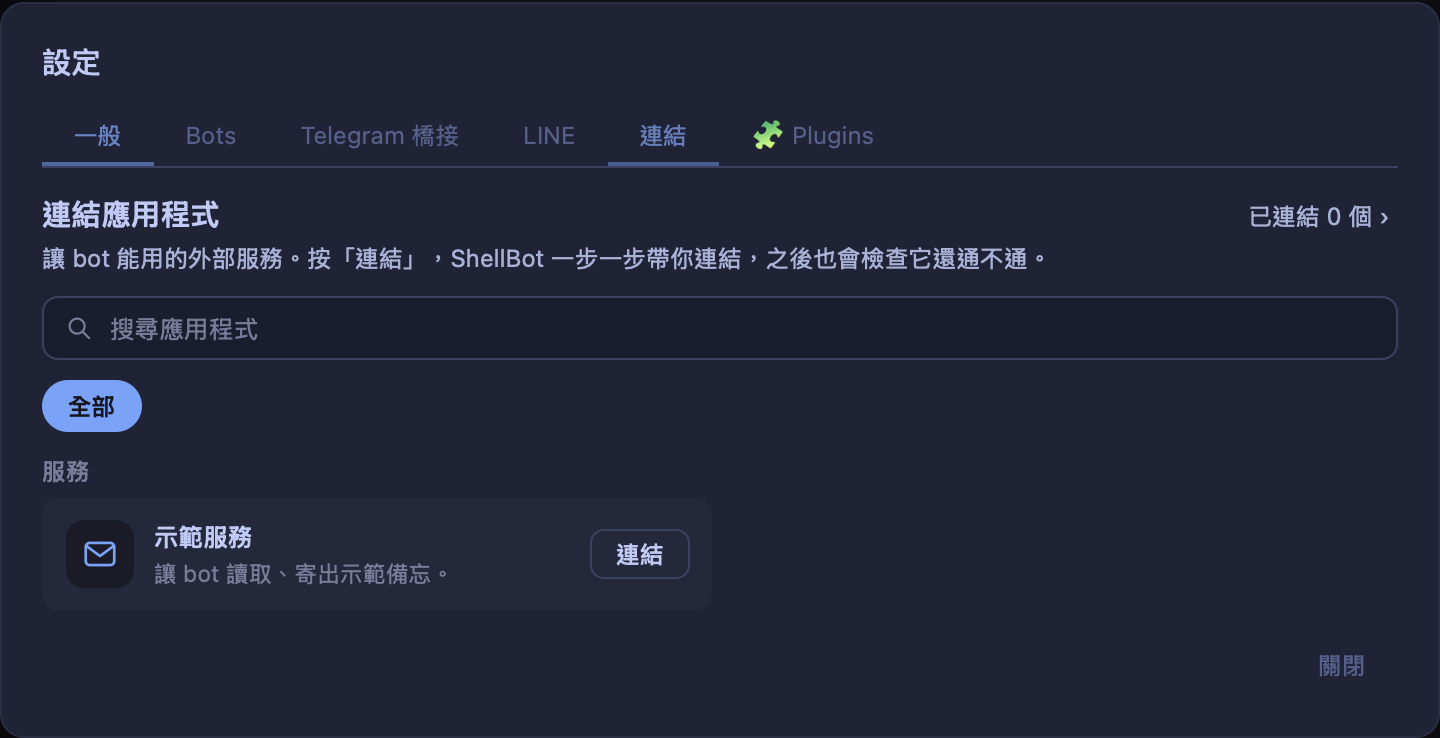 設定
一般 Bots Telegram 橋接 LINE 連結 Plugins
連結應用程式
已連結 0 個 ›
讓 bot 能用的外部服務。按「連結」，ShellBot 一步一步帶你連結，之後也會檢查它還通不通。
搜尋應用程式
全部
服務
示範服務
讓 bot 讀取、寄出示範備忘。
連結
關閉